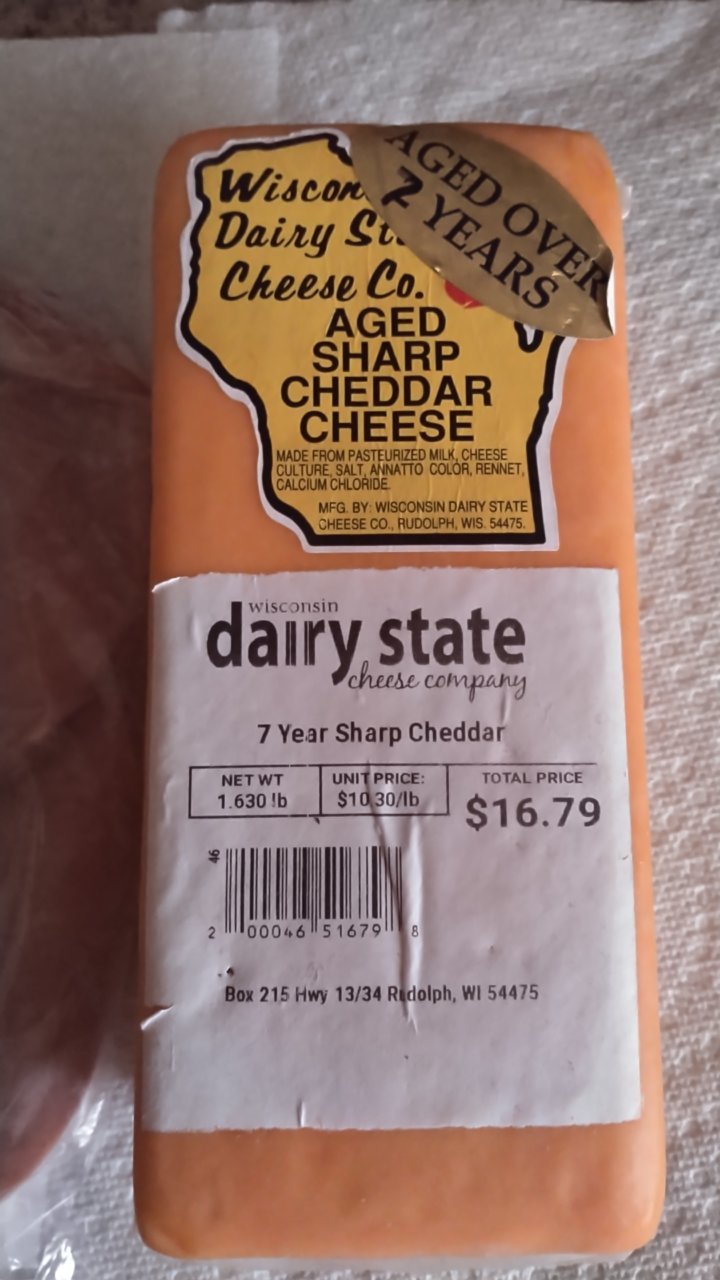 Dairy
Cheese Co.
AGED OVER
7 YEARS
AGED
SHARP
CHEDDAR
CHEESE
MADE FROM PASTEURIZED MILK, CHEESE
CULTURE, SALT, ANNATTO COLOR, RENNET,
CALCIUM CHLORIDE.
MFG. BY: WISCONSIN DAIRY STATE
CHEESE CO., RUDOLPH, WIS. 54475.
wisconsin
dairy state
cheese company
7 Year Sharp Cheddar
NET WT
1.630 lb
UNIT PRICE:
$10.30/lb
TOTAL PRICE
$16.79
46
2 00046 51679 8
Box 215 Hwy 13/34 Rudolph, WI 54475